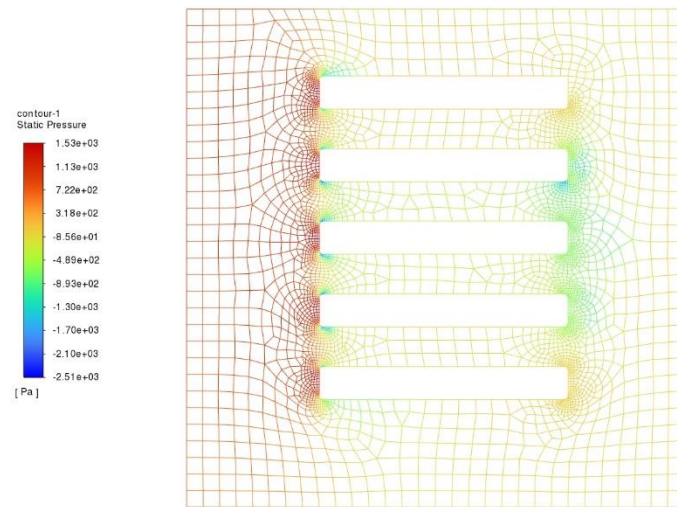 contour-1
Static Pressure
1.53e+03
1.13e+03
7.22e+02
3.18e+02
-8.56e+01
-4.89e+02
-8.93e+02
-1.30e+03
-1.70e+03
-2.10e+03
-2.51e+03
[ Pa ]